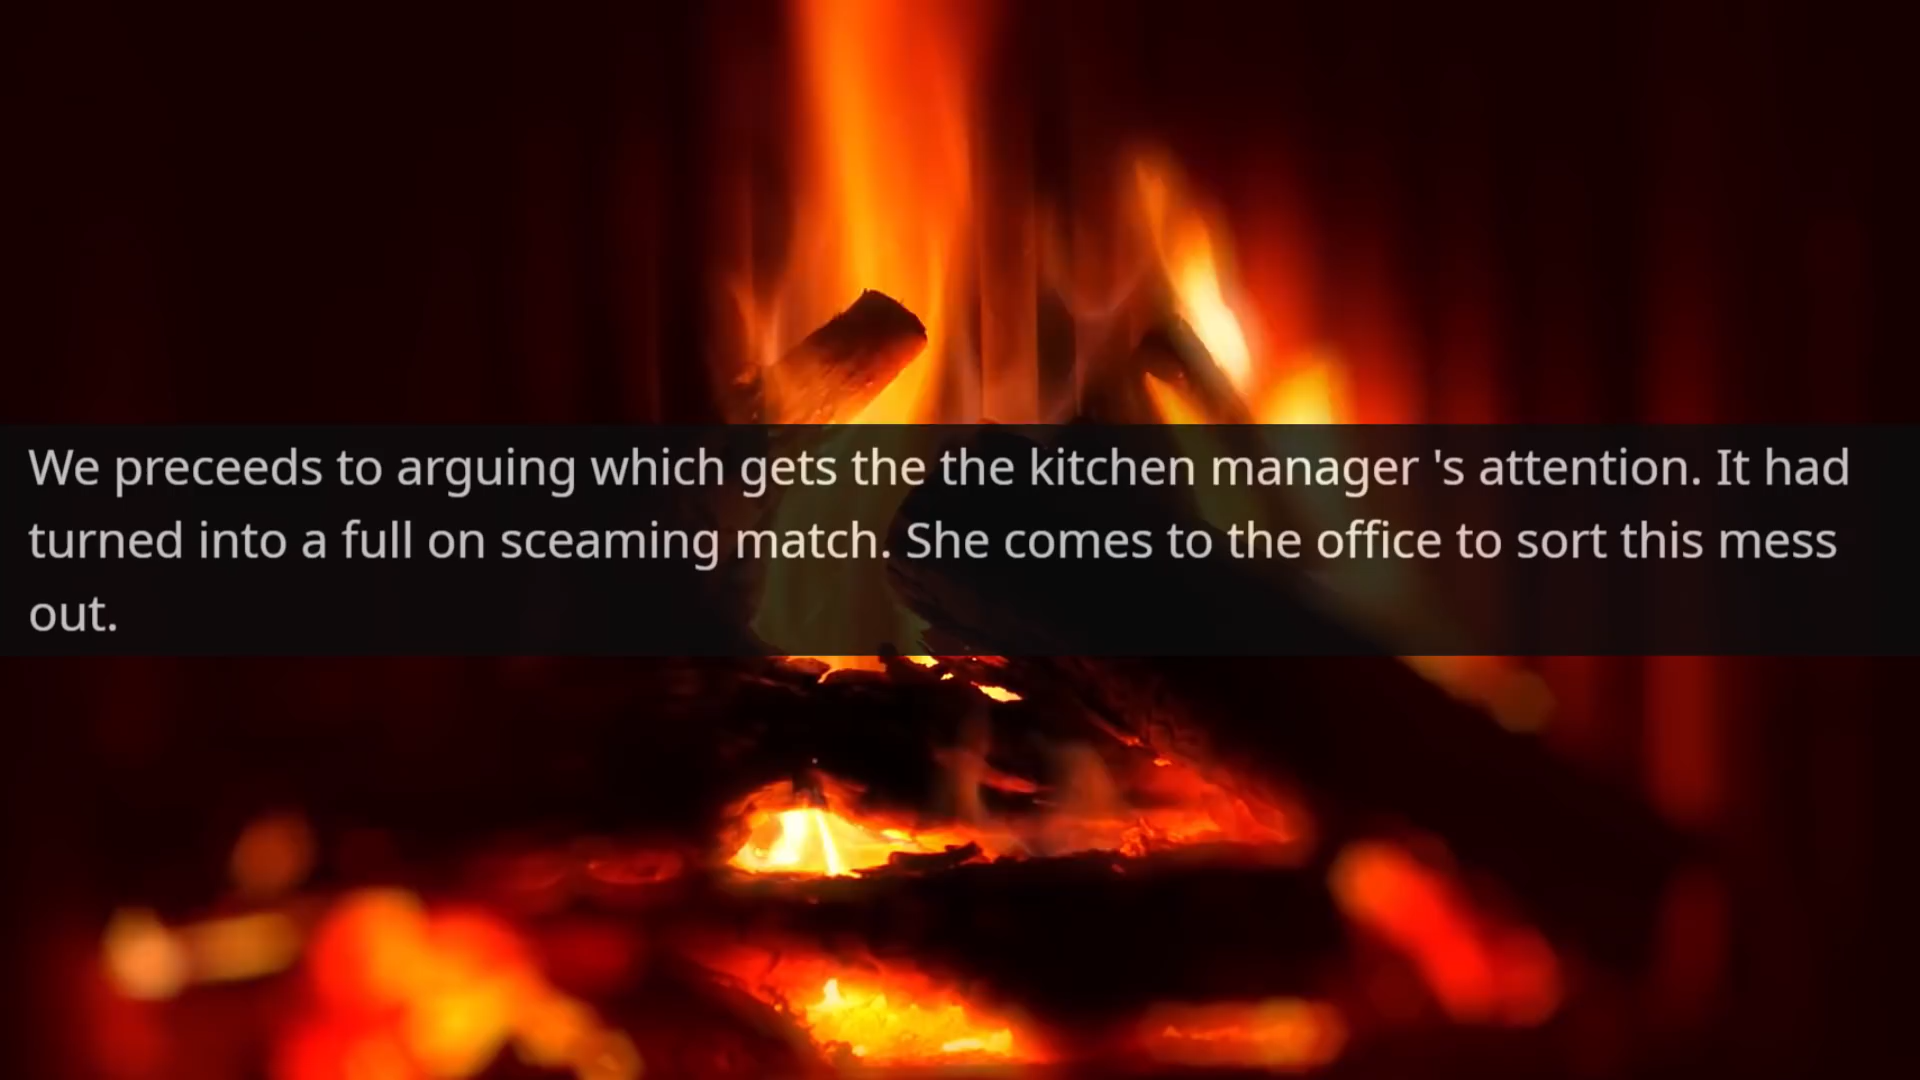 We preceeds to arguing which gets the the kitchen manager 's attention. It had
turned into a full on sceaming match. She comes to the office to sort this mess
out.